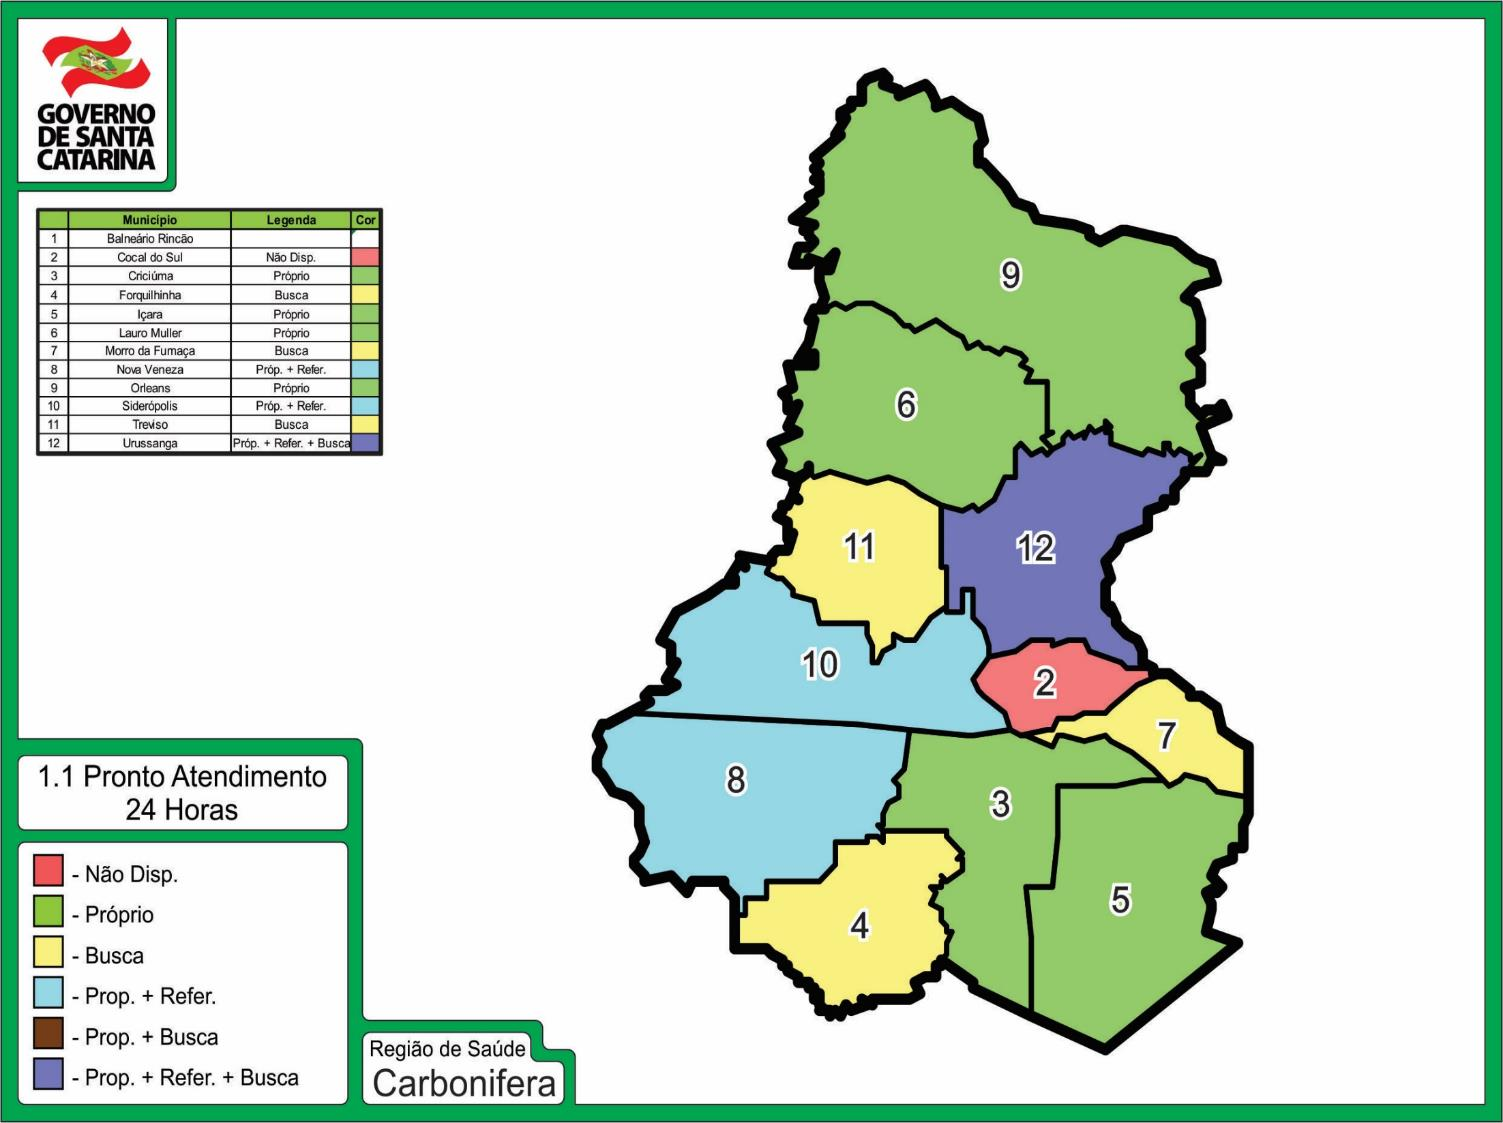 GOVERNO
DE SANTA
CATARINA
Município Legenda Cor
1 Balneário Rincão
2 Cocal do Sul Não Disp.
3 Criciúma Próprio
4 Forquilhinha Busca
5 Içara Próprio
6 Lauro Muller Próprio
7 Morro da Fumaça Busca
8 Nova Veneza Próp. + Refer.
9 Orleans Próprio
10 Siderópolis Próp. + Refer.
11 Treviso Busca
12 Urussanga Próp. + Refer. + Busca
9
6
11
12
10
2
7
8
3
5
4
1.1 Pronto Atendimento
24 Horas
- Não Disp.
- Próprio
- Busca
- Prop. + Refer.
- Prop. + Busca
- Prop. + Refer. + Busca
Região de Saúde
Carbonifera